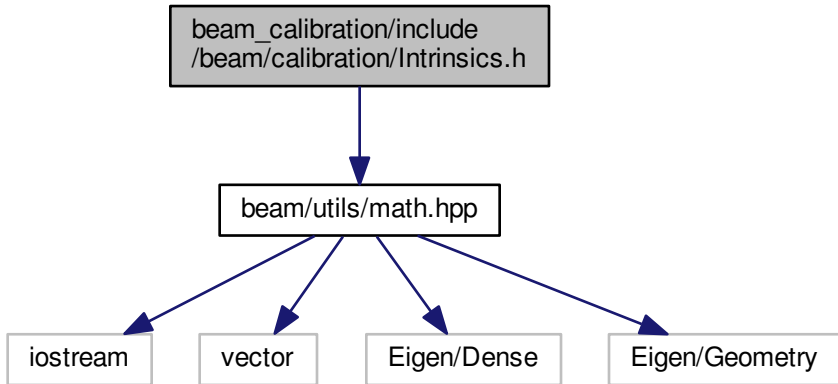 beam_calibration/include
/beam/calibration/Intrinsics.h
beam/utils/math.hpp
iostream
vector
Eigen/Dense
Eigen/Geometry